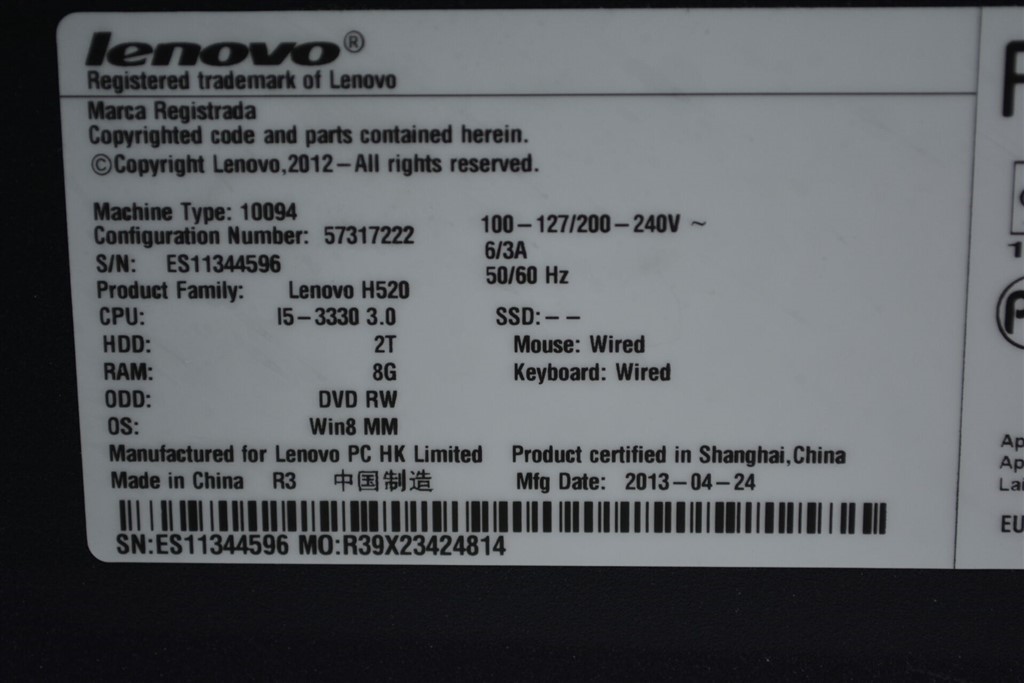 lenovo®
Registered trademark of Lenovo
Marca Registrada
Copyrighted code and parts contained herein.
©Copyright Lenovo,2012–All rights reserved.
Machine Type: 10094
Configuration Number: 57317222
S/N: ES11344596
100–127/200–240V ~
6/3A
50/60 Hz
Product Family: Lenovo H520
CPU: I5–3330 3.0 SSD:––
HDD: 2T Mouse: Wired
RAM: 8G Keyboard: Wired
ODD: DVD RW
OS: Win8 MM
Manufactured for Lenovo PC HK Limited Product certified in Shanghai,China
Made in China R3 中国制造 Mfg Date: 2013–04–24
SN:ES11344596 MO:R39X23424814
EU